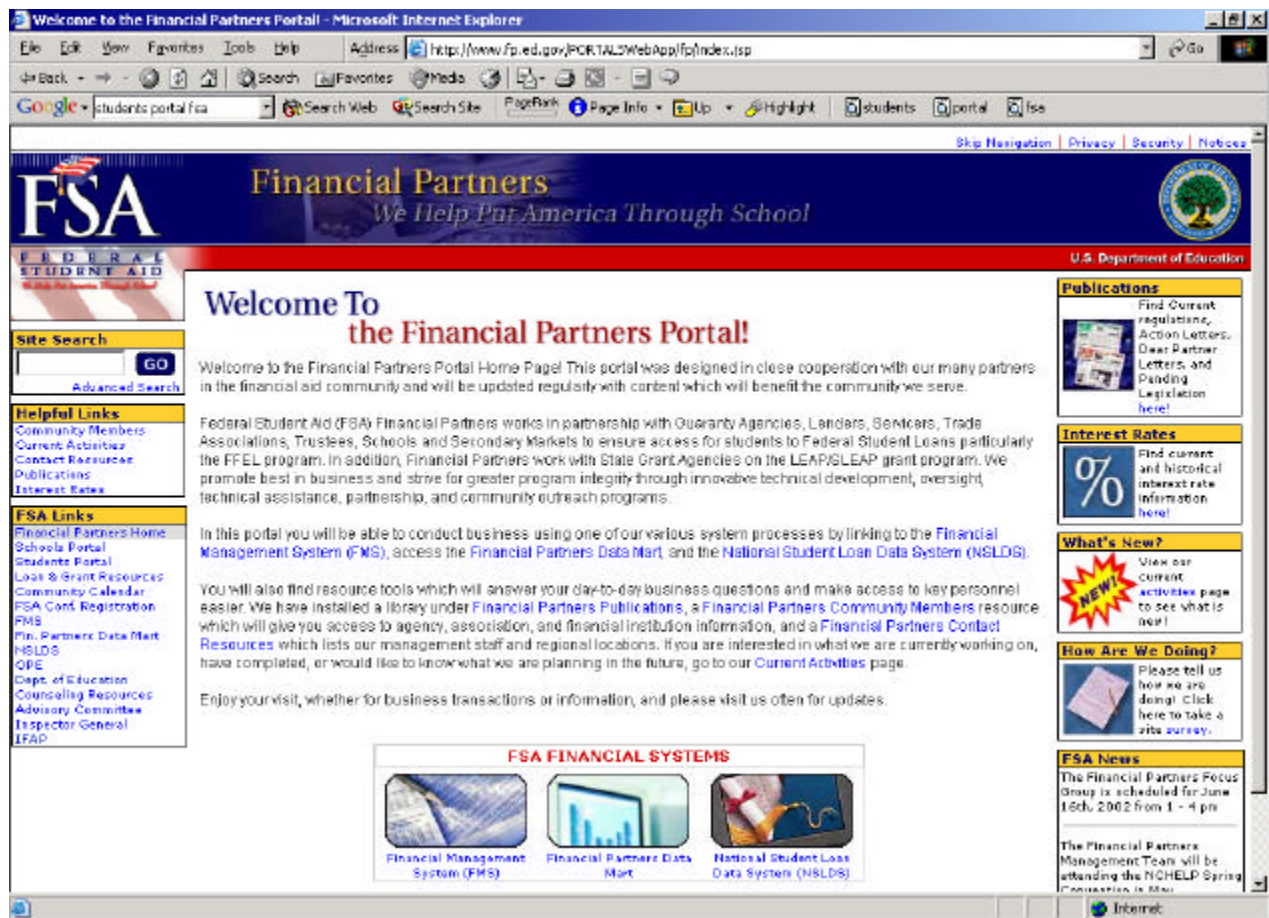 Welcome to the Financial Partners Portal! - Microsoft Internet Explorer
File Edit View Favorites Tools Help Address http://www.fp.ed.gov/PORTALSWebApp/fp/index.jsp Go
Back Search Favorites Media
Google students portal fsa Search Web Search Site PageRank Page Info Up Highlight students portal fsa
Skip Navigation | Privacy | Security | Notices
FSA
Financial Partners
We Help Put America Through School
FEDERAL
STUDENT AID
We Help Put America Through School
U.S. Department of Education
Site Search
GO
Advanced Search
Helpful Links
Community Members
Current Activities
Contact Resources
Publications
Interest Rates
FSA Links
Financial Partners Home
Schools Portal
Students Portal
Loan & Grant Resources
Community Calendar
FSA Conf. Registration
FMS
Fin. Partners Data Mart
NSLDS
OPE
Dept. of Education
Counseling Resources
Advisory Committee
Inspector General
IFAP
Welcome To
the Financial Partners Portal!
Welcome to the Financial Partners Portal Home Page! This portal was designed in close cooperation with our many partners
in the financial aid community and will be updated regularly with content which will benefit the community we serve.
Federal Student Aid (FSA) Financial Partners works in partnership with Guaranty Agencies, Lenders, Servicers, Trade
Associations, Trustees, Schools and Secondary Markets to ensure access for students to Federal Student Loans particularly
the FFEL program. In addition, Financial Partners work with State Grant Agencies on the LEAP/SLEAP grant program. We
promote best in business and strive for greater program integrity through innovative technical development, oversight,
technical assistance, partnership, and community outreach programs.
In this portal you will be able to conduct business using one of our various system processes by linking to the Financial
Management System (FMS), access the Financial Partners Data Mart, and the National Student Loan Data System (NSLDS).
You will also find resource tools which will answer your day-to-day business questions and make access to key personnel
easier. We have installed a library under Financial Partners Publications, a Financial Partners Community Members resource
which will give you access to agency, association, and financial institution information, and a Financial Partners Contact
Resources which lists our management staff and regional locations. If you are interested in what we are currently working on,
have completed, or would like to know what we are planning in the future, go to our Current Activities page.
Enjoy your visit, whether for business transactions or information, and please visit us often for updates.
FSA FINANCIAL SYSTEMS
Financial Management
System (FMS)
Financial Partners Data
Mart
National Student Loan
Data System (NSLDS)
Publications
Find Current
regulations,
Action Letters,
Dear Partner
Letters, and
Pending
Legislation
here!
Interest Rates
%
Find current
and historical
interest rate
information
here!
What's New?
NEW!
View our
current
activities page
to see what is
new!
How Are We Doing?
Please tell us
how we are
doing! Click
here to take a
site survey.
FSA News
The Financial Partners Focus
Group is scheduled for June
16th, 2002 from 1 - 4 pm
The Financial Partners
Management Team will be
attending the NCHELP Spring
Convention in May
Internet